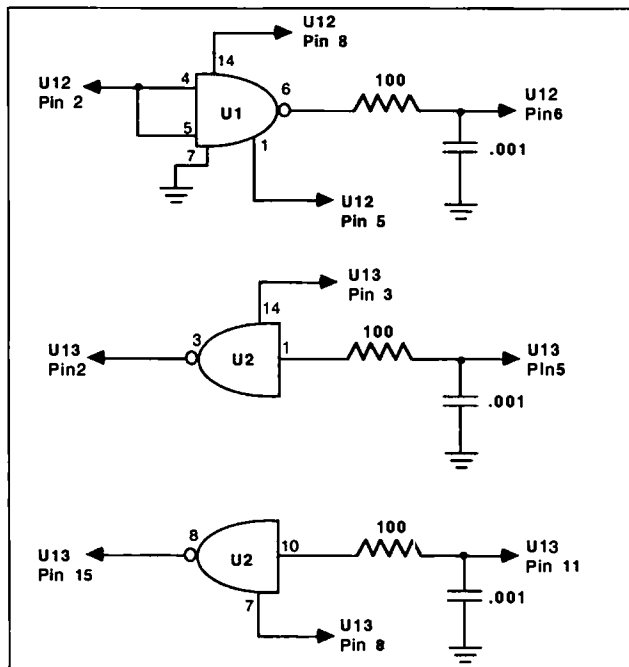 U12
Pin 8
14
100
U12
Pin 2
4
6
U12
Pin6
U1
5
1
.001
7
U12
Pin 5
U13
Pin 3
14
100
3
U13
Pin2
U2
1
U13
PIn5
.001
100
8
U13
Pin 15
U2
10
U13
Pin 11
7
.001
U13
Pin 8